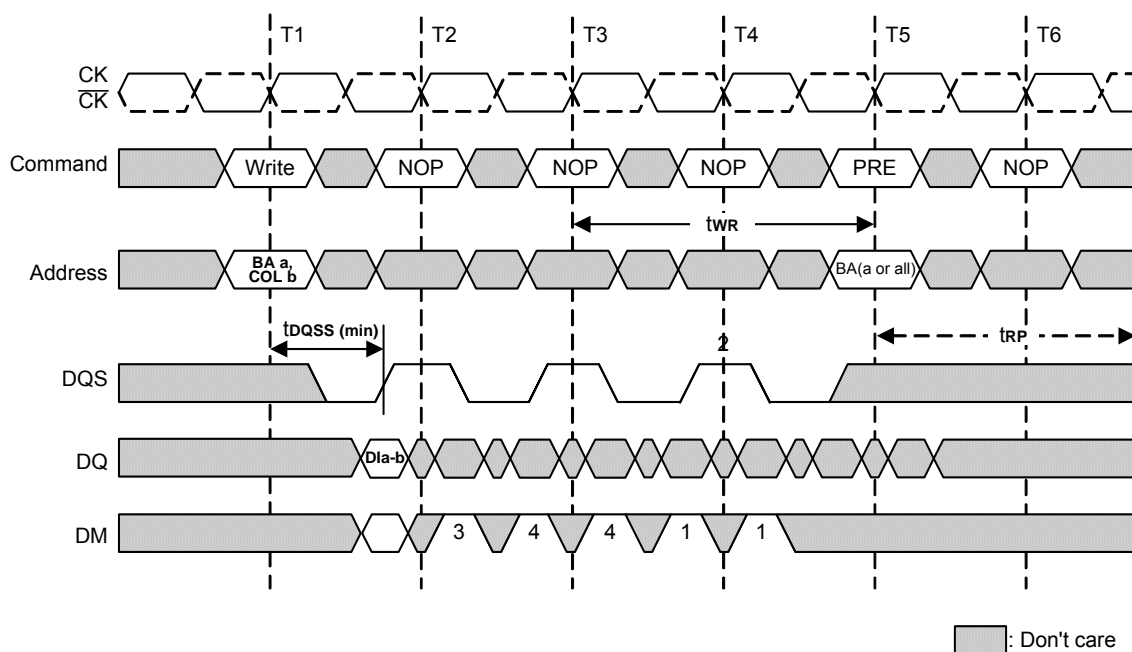 T1 T2 T3 T4 T5 T6
CK
CK
Command Write NOP NOP NOP PRE NOP
tWR
Address BA a, COL b BA(a or all)
tDQSS (min) tRP
2
DQS
DQ DIa-b
DM 3 4 4 1 1
: Don't care